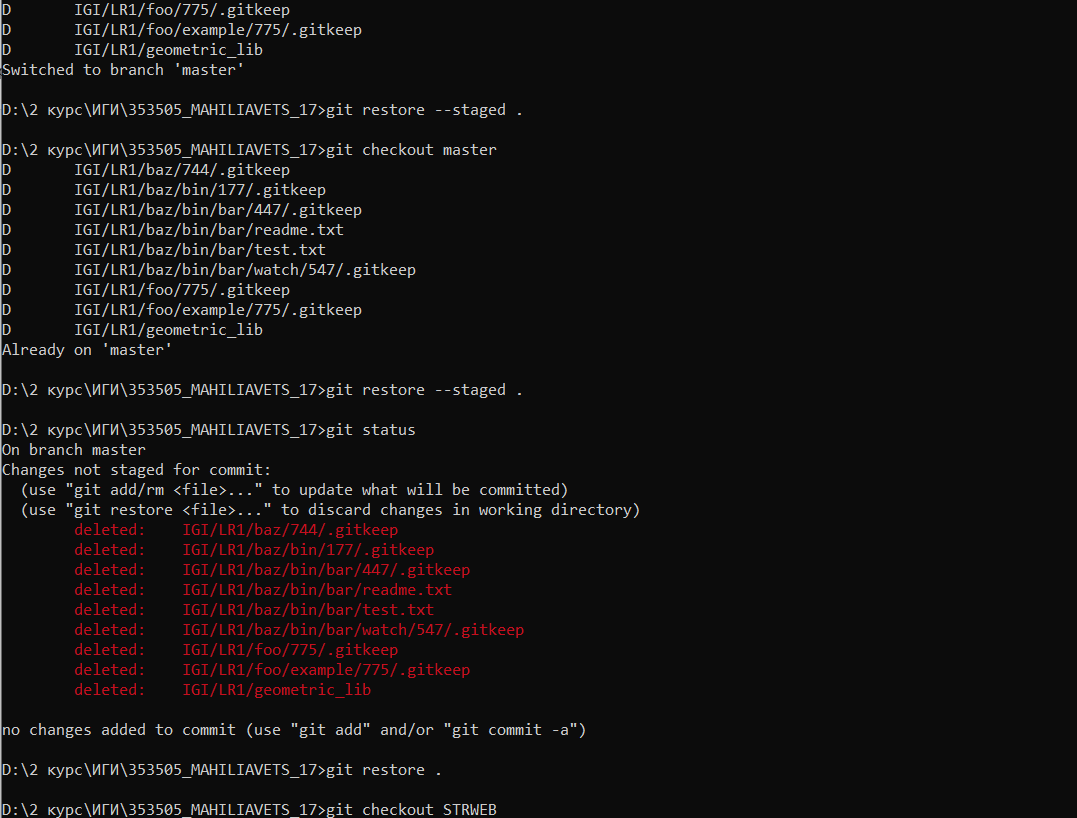 D       IGI/LR1/foo/775/.gitkeep
D       IGI/LR1/foo/example/775/.gitkeep
D       IGI/LR1/geometric_lib
Switched to branch 'master'
D:\2 курс\ИГИ\353505_MAHILIAVETS_17>git restore --staged .
D:\2 курс\ИГИ\353505_MAHILIAVETS_17>git checkout master
D       IGI/LR1/baz/744/.gitkeep
D       IGI/LR1/baz/bin/177/.gitkeep
D       IGI/LR1/baz/bin/bar/447/.gitkeep
D       IGI/LR1/baz/bin/bar/readme.txt
D       IGI/LR1/baz/bin/bar/test.txt
D       IGI/LR1/baz/bin/bar/watch/547/.gitkeep
D       IGI/LR1/foo/775/.gitkeep
D       IGI/LR1/foo/example/775/.gitkeep
D       IGI/LR1/geometric_lib
Already on 'master'
D:\2 курс\ИГИ\353505_MAHILIAVETS_17>git restore --staged .
D:\2 курс\ИГИ\353505_MAHILIAVETS_17>git status
On branch master
Changes not staged for commit:
  (use "git add/rm <file>..." to update what will be committed)
  (use "git restore <file>..." to discard changes in working directory)
        deleted:    IGI/LR1/baz/744/.gitkeep
        deleted:    IGI/LR1/baz/bin/177/.gitkeep
        deleted:    IGI/LR1/baz/bin/bar/447/.gitkeep
        deleted:    IGI/LR1/baz/bin/bar/readme.txt
        deleted:    IGI/LR1/baz/bin/bar/test.txt
        deleted:    IGI/LR1/baz/bin/bar/watch/547/.gitkeep
        deleted:    IGI/LR1/foo/775/.gitkeep
        deleted:    IGI/LR1/foo/example/775/.gitkeep
        deleted:    IGI/LR1/geometric_lib
no changes added to commit (use "git add" and/or "git commit -a")
D:\2 курс\ИГИ\353505_MAHILIAVETS_17>git restore .
D:\2 курс\ИГИ\353505_MAHILIAVETS_17>git checkout STRWEB